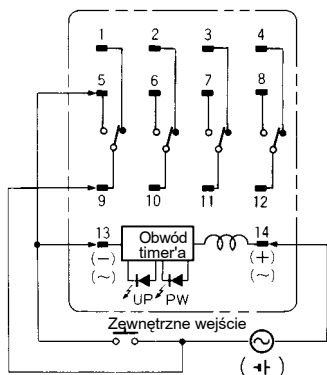 1 2 3 4
5 6 7 8
9 10 11 12
13 Obwód timer'a 14
(−) (+)
(~) (~)
UP PW
Zewnętrzne wejście